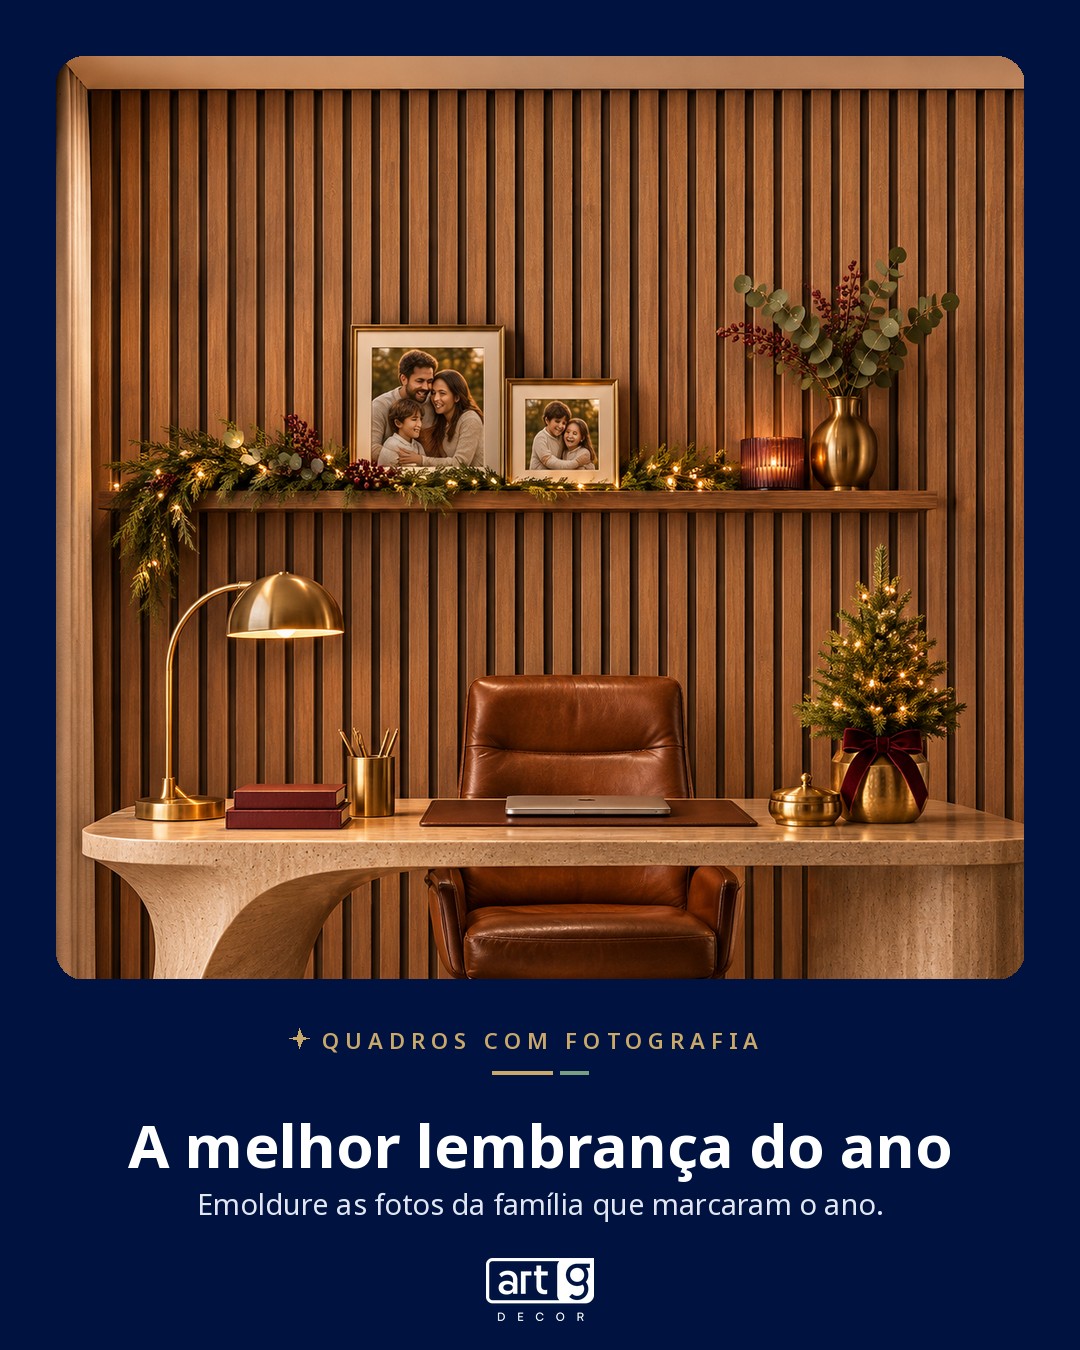 QUADROS COM FOTOGRAFIA
A melhor lembrança do ano
Emoldure as fotos da família que marcaram o ano.
art g
DECOR